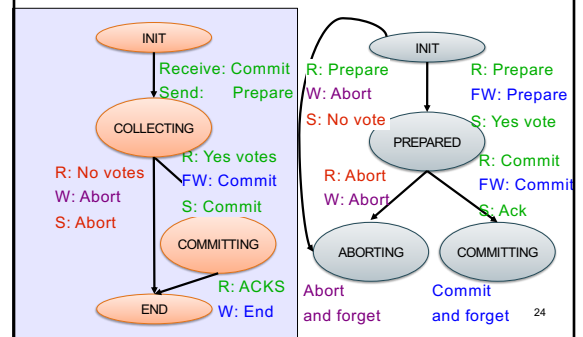 INIT
Receive: Commit
Send: Prepare
COLLECTING
R: No votes
W: Abort
S: Abort
R: Yes votes
FW: Commit
S: Commit
COMMITTING
R: ACKS
W: End
END
INIT
R: Prepare
W: Abort
S: No vote
R: Prepare
FW: Prepare
S: Yes vote
PREPARED
R: Abort
W: Abort
R: Commit
FW: Commit
S: Ack
ABORTING
COMMITTING
Abort
and forget
Commit
and forget
24